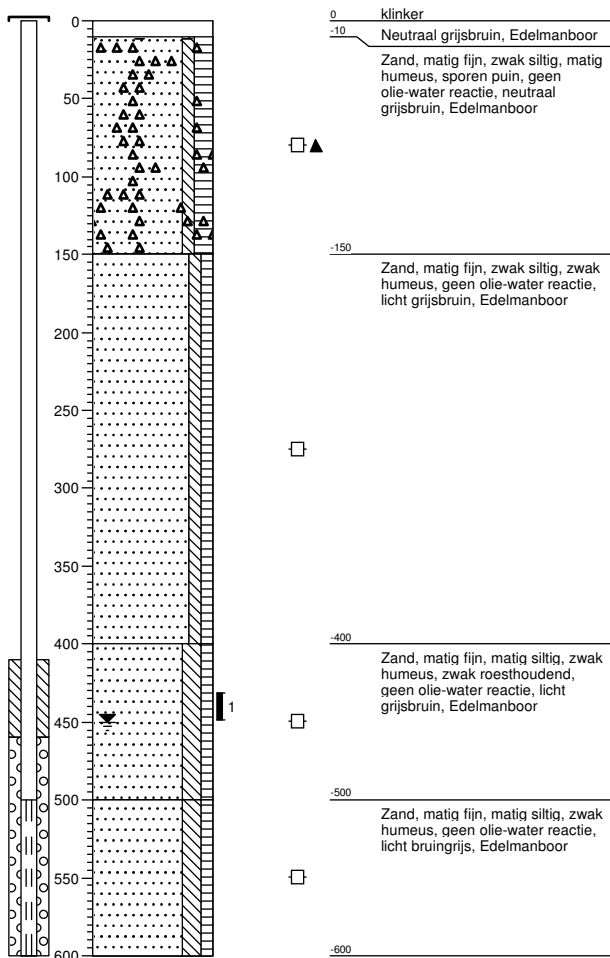 0
50
100
150
200
250
300
350
400
450
500
550
600
1
0
klinker
-10
Neutraal grijsbruin, Edelmanboor
Zand, matig fijn, zwak siltig, matig
humeus, sporen puin, geen
olie-water reactie, neutraal
grijsbruin, Edelmanboor
-150
Zand, matig fijn, zwak siltig, zwak
humeus, geen olie-water reactie,
licht grijsbruin, Edelmanboor
-400
Zand, matig fijn, matig siltig, zwak
humeus, zwak roesthoudend,
geen olie-water reactie, licht
grijsbruin, Edelmanboor
-500
Zand, matig fijn, matig siltig, zwak
humeus, geen olie-water reactie,
licht bruingrijs, Edelmanboor
-600